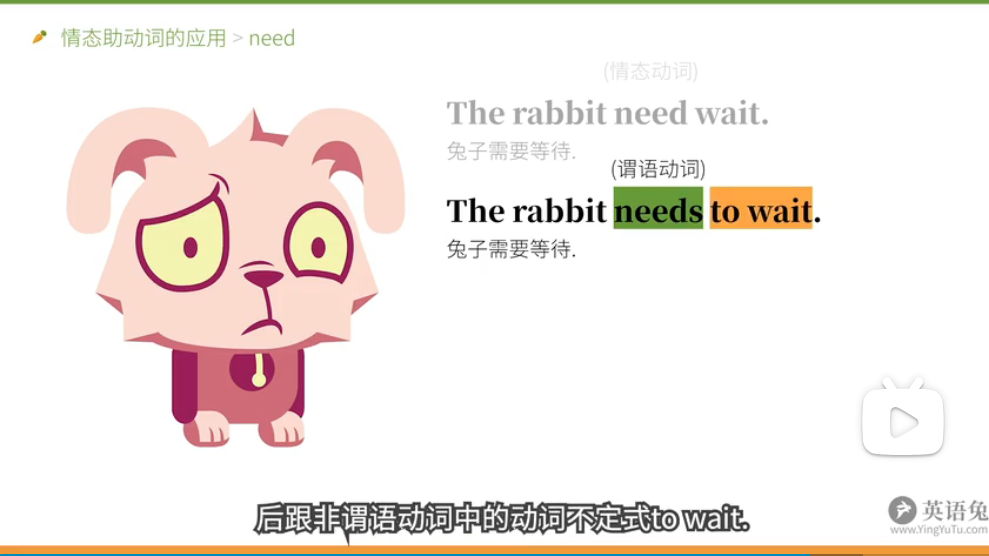 情态助动词的应用 > need
(情态动词)
The rabbit need wait.
兔子需要等待.
(谓语动词)
The rabbit needs to wait.
兔子需要等待.
后跟非谓语动词中的动词不定式to wait.
英语兔
www.YingYuTu.com